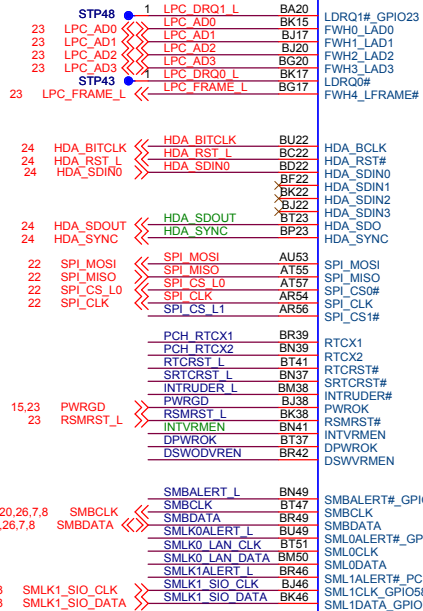 STP48 1 LPC_DRQ1_L BA20 LDRQ1#_GPIO23
23 LPC_AD0 LPC_AD0 BK15 FWH0_LAD0
23 LPC_AD1 LPC_AD1 BJ17 FWH1_LAD1
23 LPC_AD2 LPC_AD2 BJ20 FWH2_LAD2
23 LPC_AD3 LPC_AD3 BG20 FWH3_LAD3
STP43 1 LPC_DRQ0_L BK17 LDRQ0#
23 LPC_FRAME_L LPC_FRAME_L BG17 FWH4_LFRAME#
24 HDA_BITCLK HDA_BITCLK BU22 HDA_BCLK
24 HDA_RST_L HDA_RST_L BC22 HDA_RST#
24 HDA_SDIN0 HDA_SDIN0 BD22 HDA_SDIN0
BF22 HDA_SDIN1
BK22 HDA_SDIN2
BJ22 HDA_SDIN3
24 HDA_SDOUT HDA_SDOUT BT23 HDA_SDO
24 HDA_SYNC HDA_SYNC BP23 HDA_SYNC
22 SPI_MOSI SPI_MOSI AU53 SPI_MOSI
22 SPI_MISO SPI_MISO AT55 SPI_MISO
22 SPI_CS_L0 SPI_CS_L0 AT57 SPI_CS0#
22 SPI_CLK SPI_CLK AR54 SPI_CLK
SPI_CS_L1 AR56 SPI_CS1#
PCH_RTCX1 BR39 RTCX1
PCH_RTCX2 BN39 RTCX2
RTCRST_L BT41 RTCRST#
SRTCRST_L BN37 SRTCRST#
INTRUDER_L BM38 INTRUDER#
15,23 PWRGD PWRGD BJ38 PWROK
23 RSMRST_L RSMRST_L BK38 RSMRST#
INTVRMEN BN41 INTVRMEN
DPWROK BT37 DPWROK
DSWODVREN BR42 DSWVRMEN
SMBALERT_L BN49 SMBALERT#_GPI
20,26,7,8 SMBCLK SMBCLK BT47 SMBCLK
,26,7,8 SMBDATA SMBDATA BR49 SMBDATA
SMLK0ALERT_L BU49 SML0ALERT#_GP
SMLK0_LAN_CLK BT51 SML0CLK
SMLK0_LAN_DATA BM50 SML0DATA
SMLK1ALERT_L BR46 SML1ALERT#_PC
SMLK1_SIO_CLK SMLK1_SIO_CLK BJ46 SML1CLK_GPIO58
SMLK1_SIO_DATA SMLK1_SIO_DATA BK46 SML1DATA_GPIO